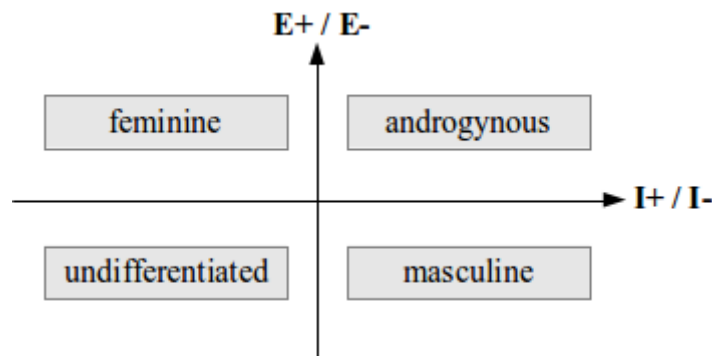 E+ / E-
feminine
androgynous
I+ / I-
undifferentiated
masculine